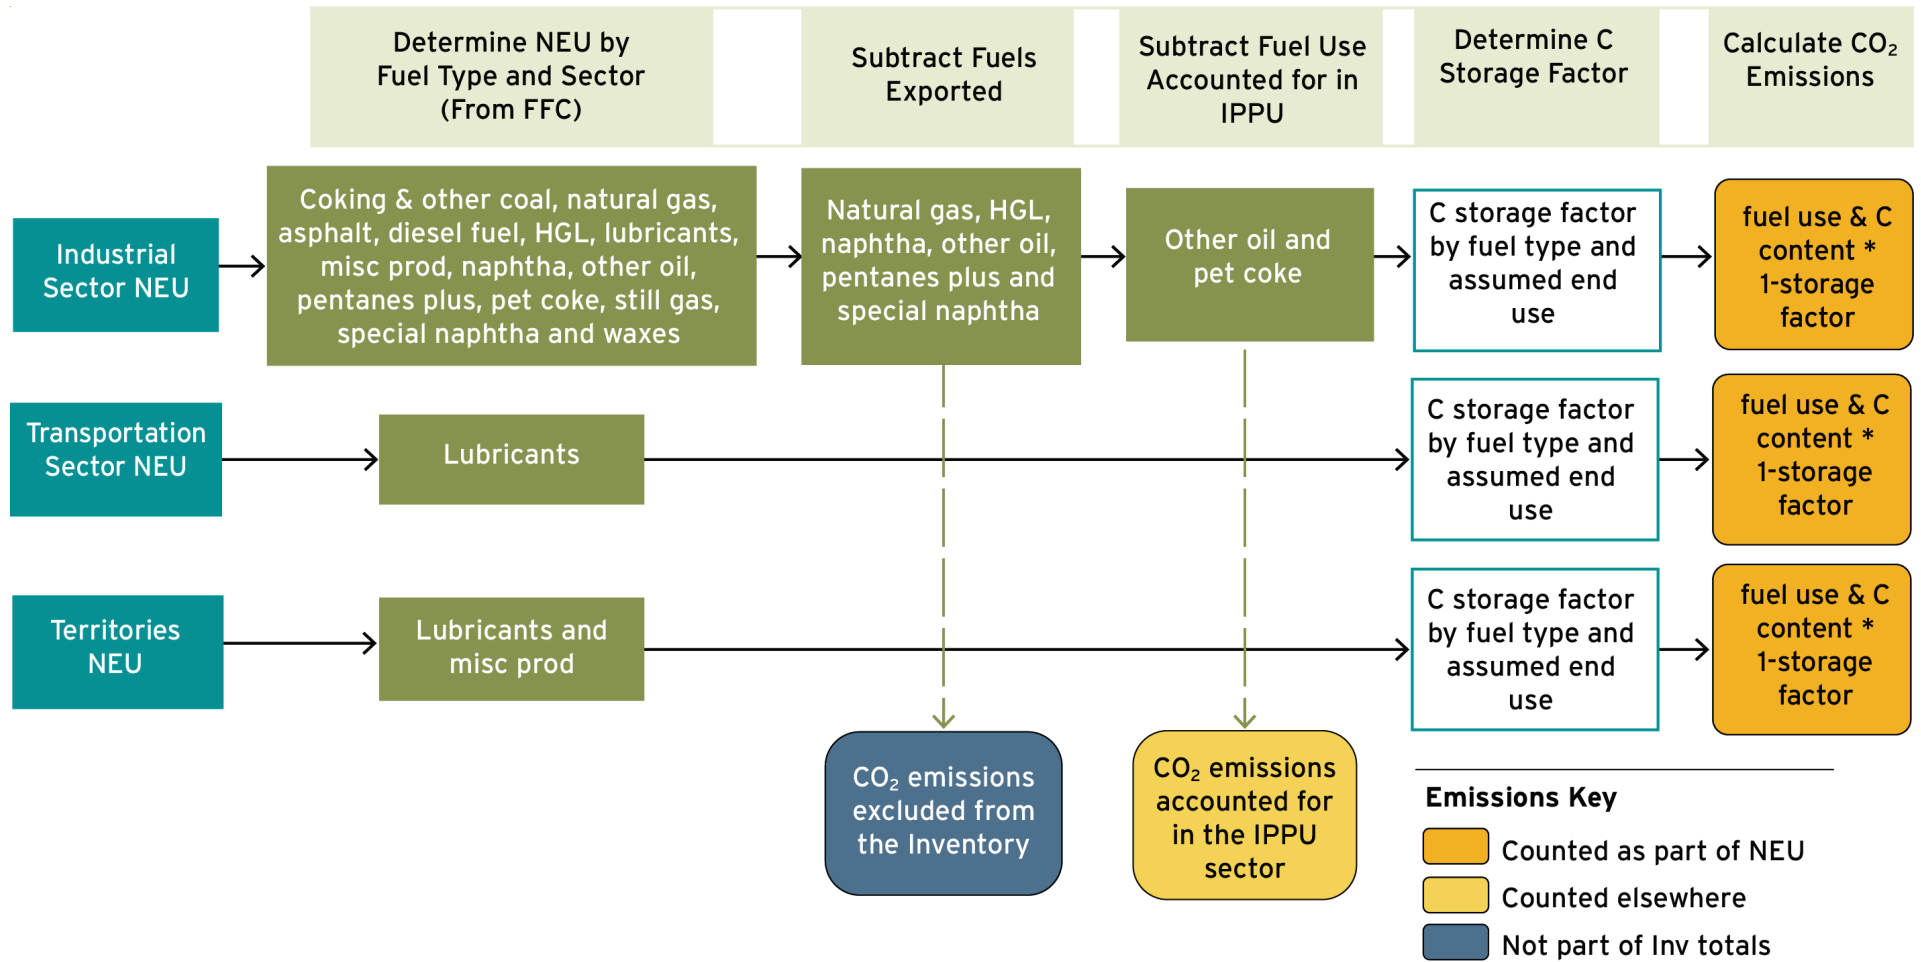 Determine NEU by
Fuel Type and Sector
(From FFC)
Subtract Fuels
Exported
Subtract Fuel Use
Accounted for in
IPPU
Determine C
Storage Factor
Calculate CO₂
Emissions
Industrial
Sector NEU
Coking & other coal, natural gas,
asphalt, diesel fuel, HGL, lubricants,
misc prod, naphtha, other oil,
pentanes plus, pet coke, still gas,
special naphtha and waxes
Natural gas, HGL,
naphtha, other oil,
pentanes plus and
special naphtha
Other oil and
pet coke
C storage factor
by fuel type and
assumed end
use
fuel use & C
content *
1-storage
factor
Transportation
Sector NEU
Lubricants
C storage factor
by fuel type and
assumed end
use
fuel use & C
content *
1-storage
factor
Territories
NEU
Lubricants and
misc prod
C storage factor
by fuel type and
assumed end
use
fuel use & C
content *
1-storage
factor
CO₂ emissions
excluded from
the Inventory
CO₂ emissions
accounted for
in the IPPU
sector
Emissions Key
Counted as part of NEU
Counted elsewhere
Not part of Inv totals